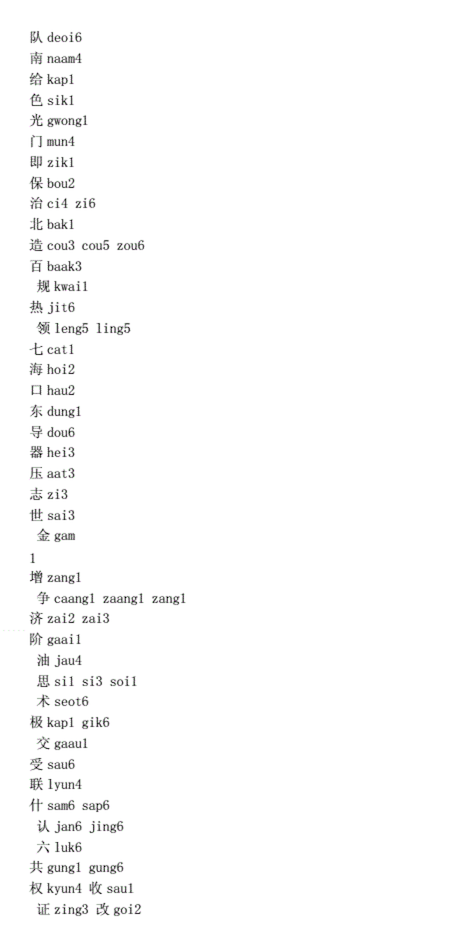 队 deoi6
南 naam4
给 kap1
色 sik1
光 gwong1
门 mun4
即 zik1
保 bou2
治 ci4 zi6
北 bak1
造 cou3 cou5 zou6
百 baak3
规 kwai1
热 jit6
领 leng5 ling5
七 cat1
海 hoi2
口 hau2
东 dung1
导 dou6
器 hei3
压 aat3
志 zi3
世 sai3
金 gam
1
增 zang1
争 caang1 zaang1 zang1
济 zai2 zai3
阶 gaai1
油 jau4
思 si1 si3 soi1
术 seot6
极 kap1 gik6
交 gaau1
受 sau6
联 lyun4
什 sam6 sap6
认 jan6 jing6
六 luk6
共 gung1 gung6
权 kyun4 收 sau1
证 zing3 改 goi2